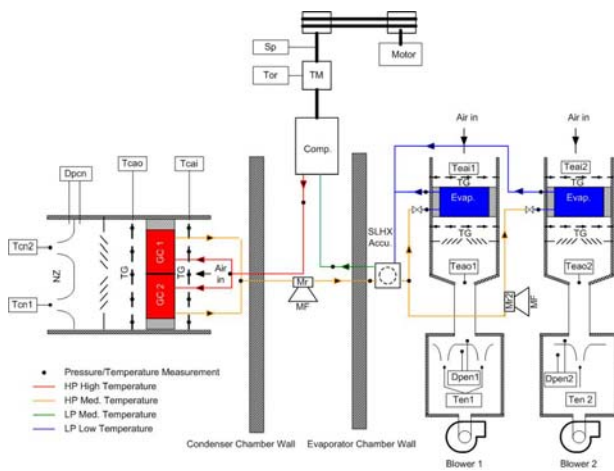 Sp
Motor
Tor
TM
Comp.
Air in
Air in
Dpcn
Tcao
Tcai
Teai1
Teai2
TG
TG
Evap.
Evap.
SLHX
Accu.
TG
TG
Tcn2
NZ
TG
GC 1
TG
Air
in
GC 2
Tcn1
Mr
MF
Teao1
Teao2
Mr2
MF
Pressure/Temperature Measurement
HP High Temperature
HP Med. Temperature
LP Med. Temperature
LP Low Temperature
Dpen1
Dpen2
Ten1
Ten 2
Condenser Chamber Wall
Evaporator Chamber Wall
Blower 1
Blower 2